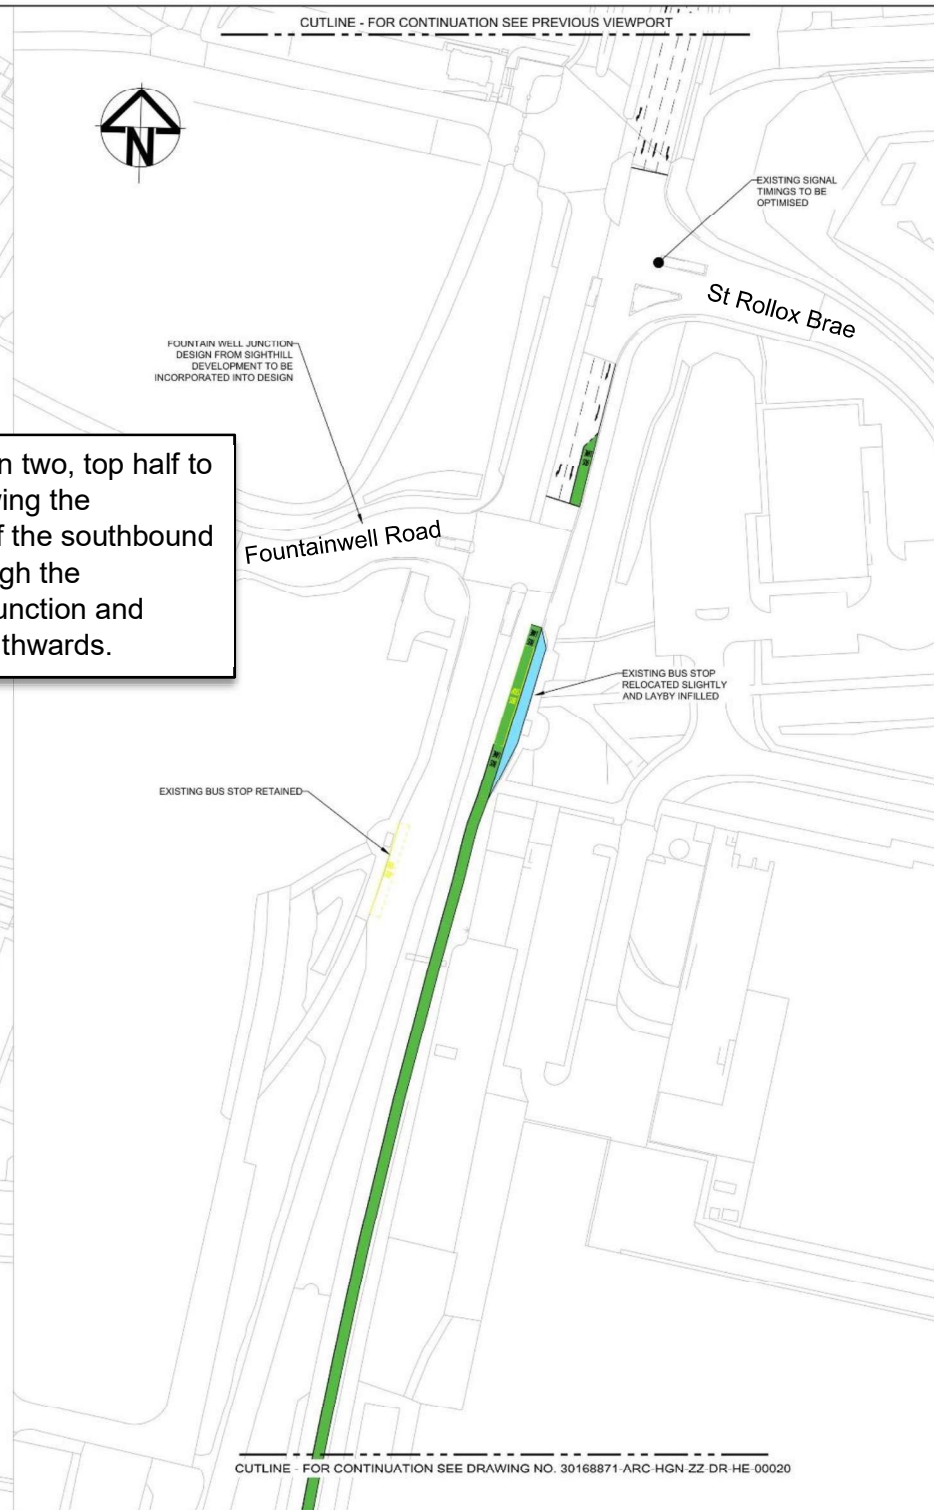 CUTLINE - FOR CONTINUATION SEE PREVIOUS VIEWPORT
N
EXISTING SIGNAL
TIMINGS TO BE
OPTIMISED
St Rollox Brae
FOUNTAIN WELL JUNCTION
DESIGN FROM SIGHTHILL
DEVELOPMENT TO BE
INCORPORATED INTO DESIGN
n two, top half to
ving the
f the southbound
gh the
unction and
thwards.
Fountainwell Road
EXISTING BUS STOP
RELOCATED SLIGHTLY
AND LAYBY INFILLED
EXISTING BUS STOP RETAINED
CUTLINE - FOR CONTINUATION SEE DRAWING NO. 30168871-ARC-HGN-ZZ-DR-HE-00020